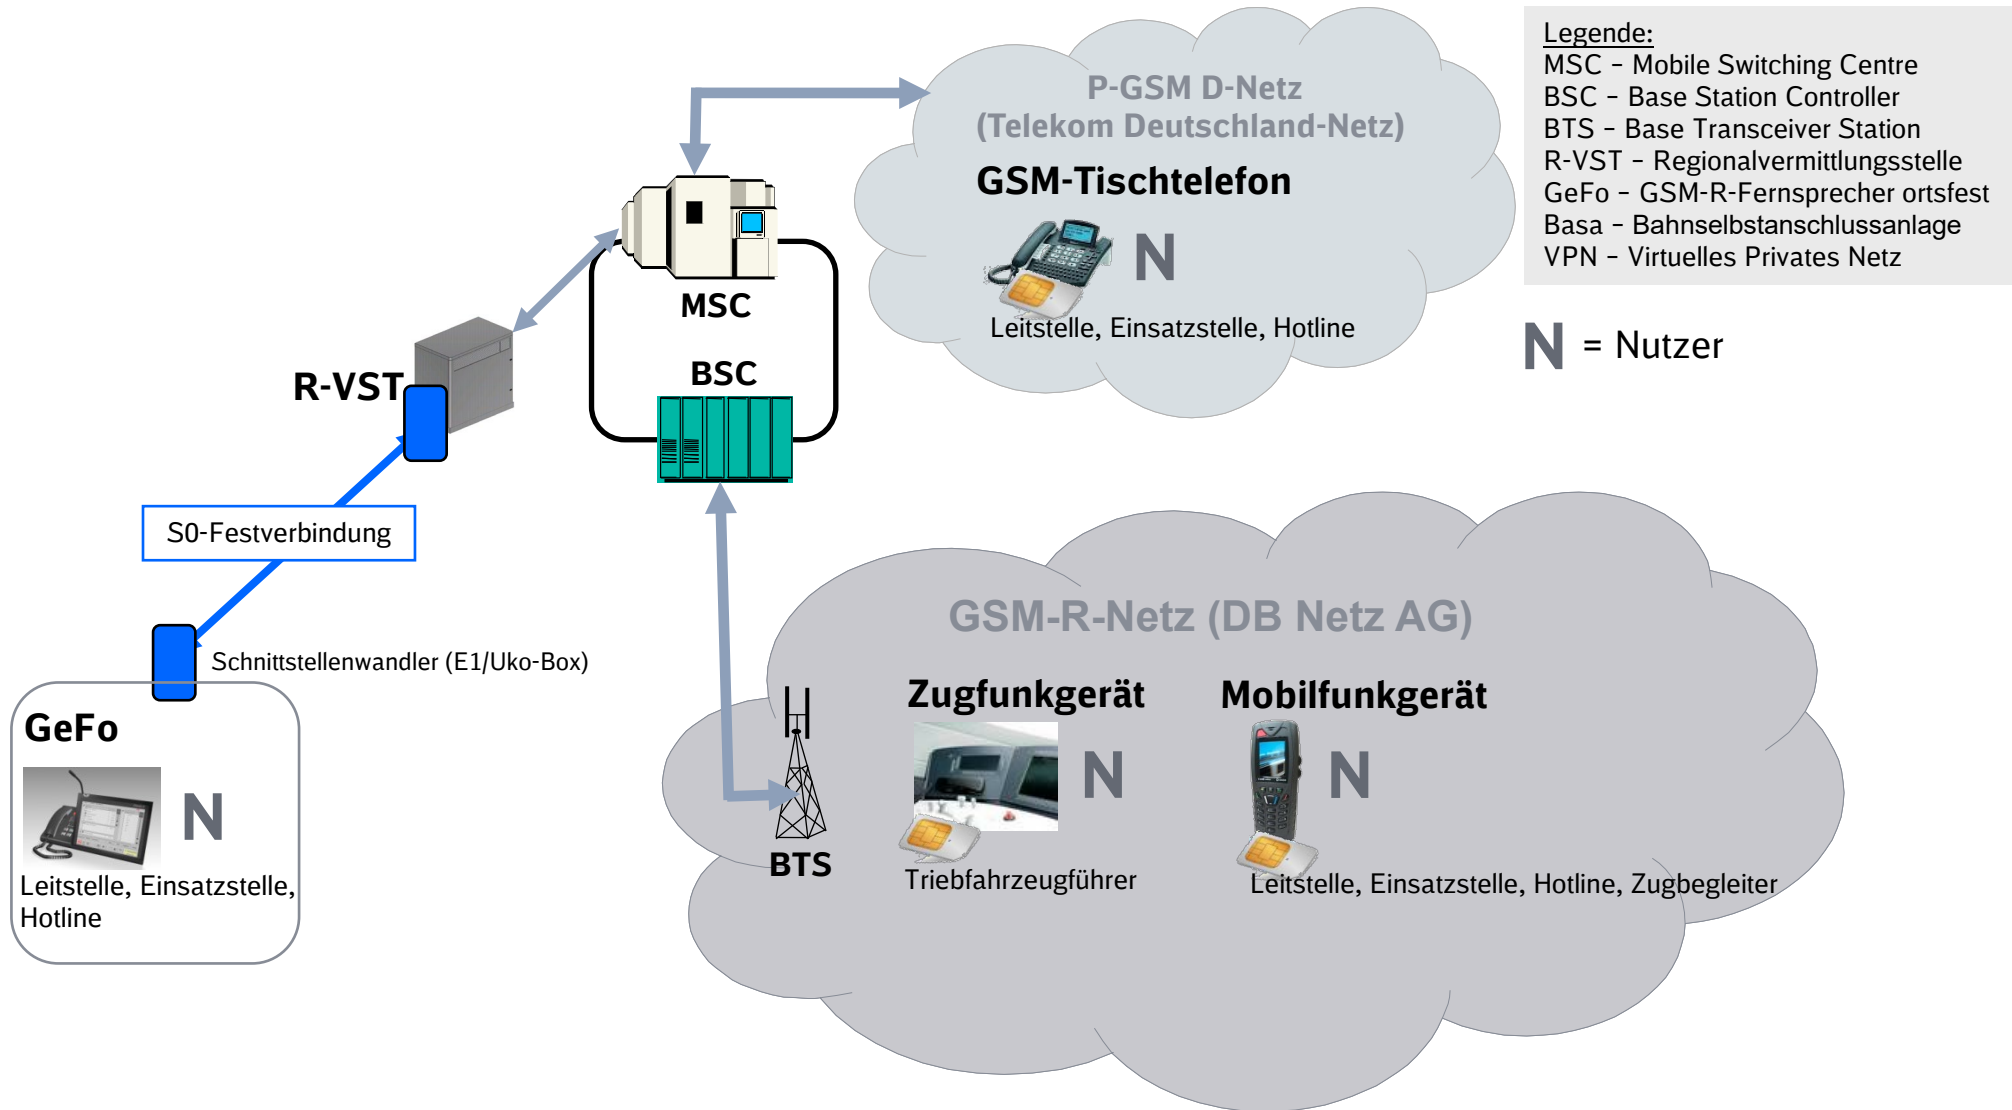 Legende:
MSC – Mobile Switching Centre
BSC – Base Station Controller
BTS – Base Transceiver Station
R-VST – Regionalvermittlungsstelle
GeFo – GSM-R-Fernsprecher ortsfest
Basa – Bahnselbstanschlussanlage
VPN – Virtuelles Privates Netz
N = Nutzer
P-GSM D-Netz
(Telekom Deutschland-Netz)
GSM-Tischtelefon
N
Leitstelle, Einsatzstelle, Hotline
MSC
BSC
R-VST
S0-Festverbindung
Schnittstellenwandler (E1/Uko-Box)
GeFo
N
Leitstelle, Einsatzstelle,
Hotline
GSM-R-Netz (DB Netz AG)
BTS
Zugfunkgerät
N
Triebfahrzeugführer
Mobilfunkgerät
N
Leitstelle, Einsatzstelle, Hotline, Zugbegleiter